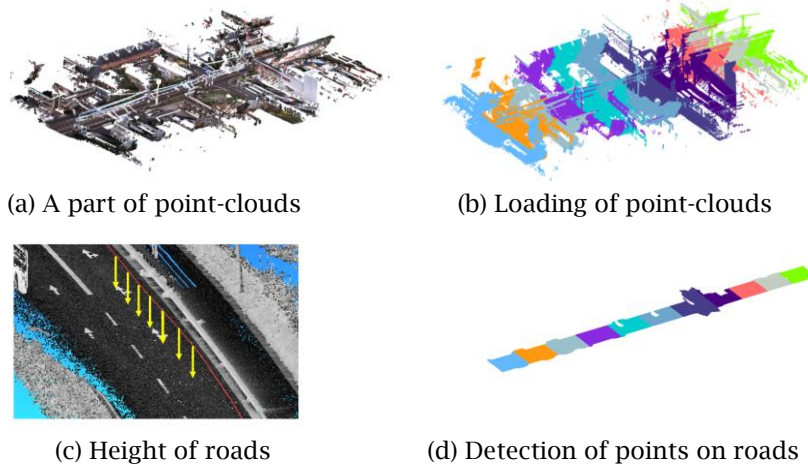 (a) A part of point-clouds
(b) Loading of point-clouds
(c) Height of roads
(d) Detection of points on roads